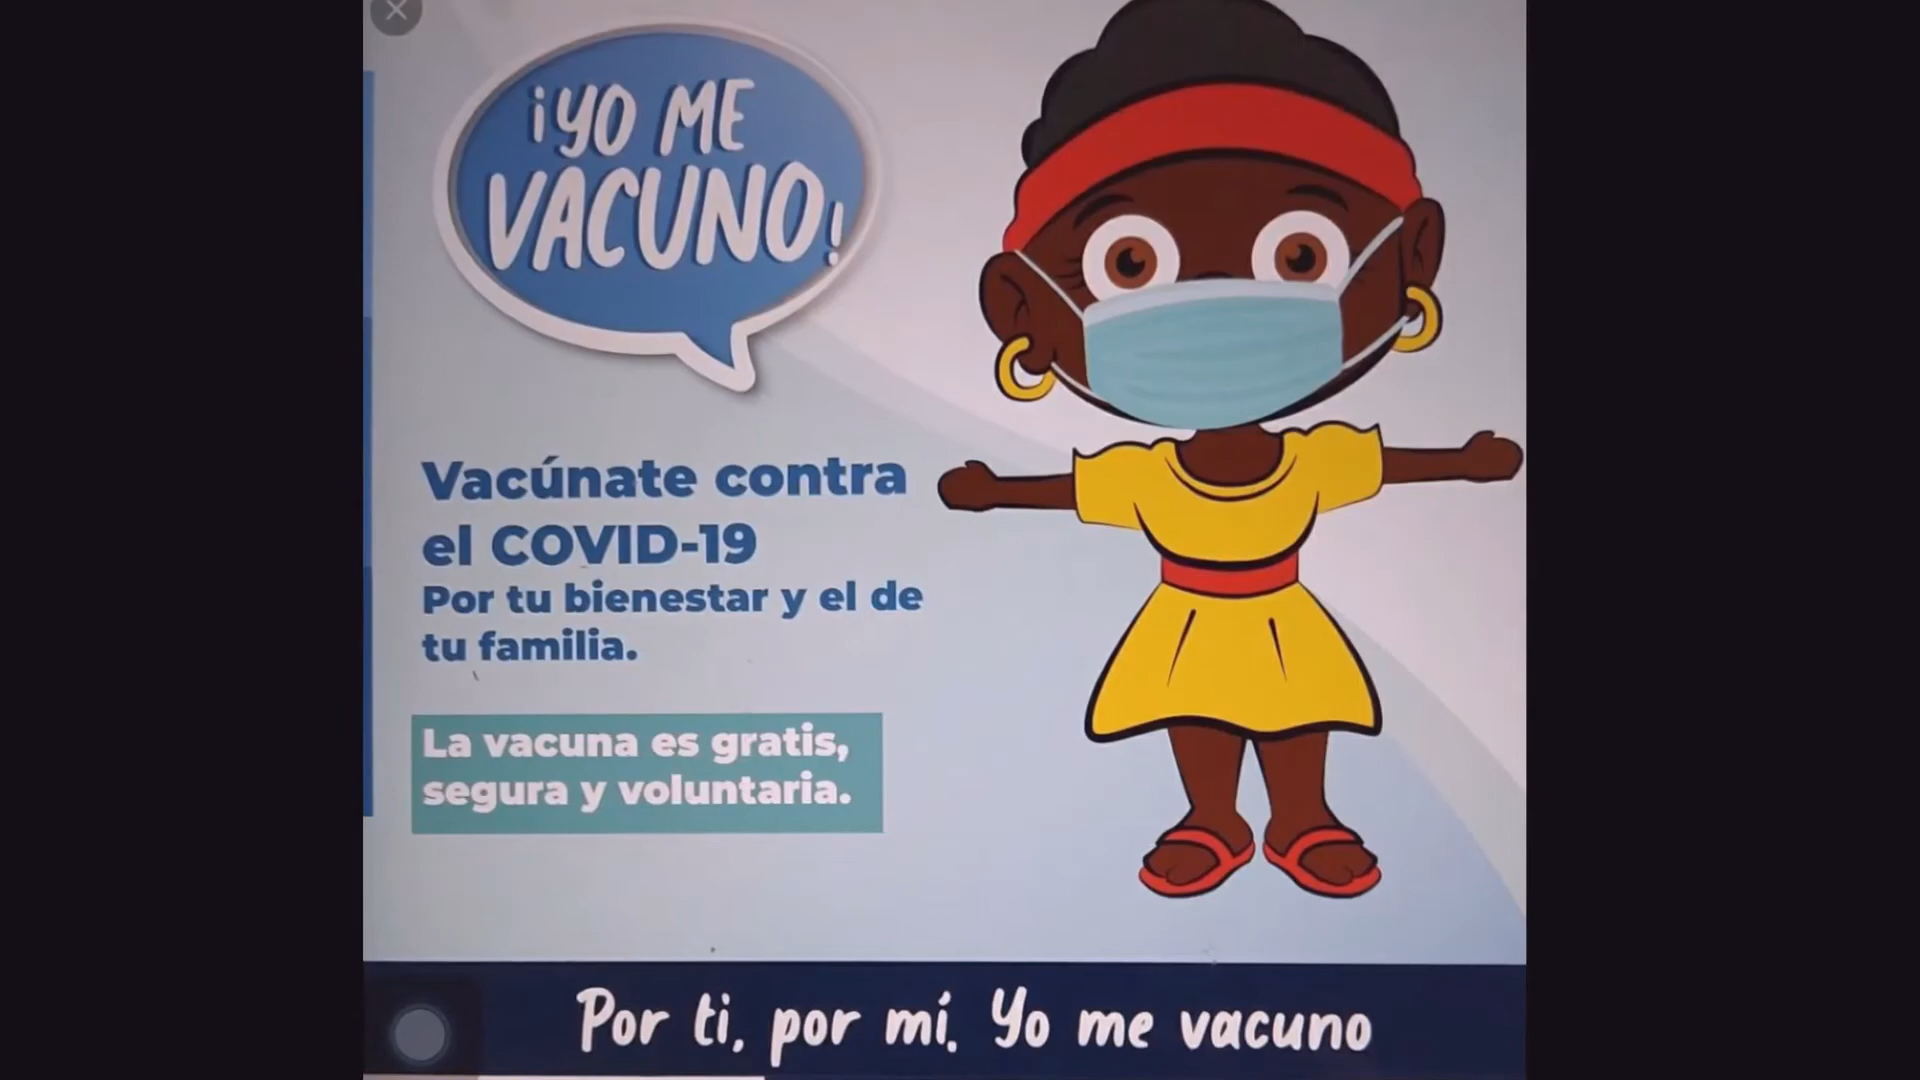 ¡YO ME
VACUNO!
Vacúnate contra
el COVID-19
Por tu bienestar y el de
tu familia.
La vacuna es gratis,
segura y voluntaria.
Por ti, por mí. Yo me vacuno